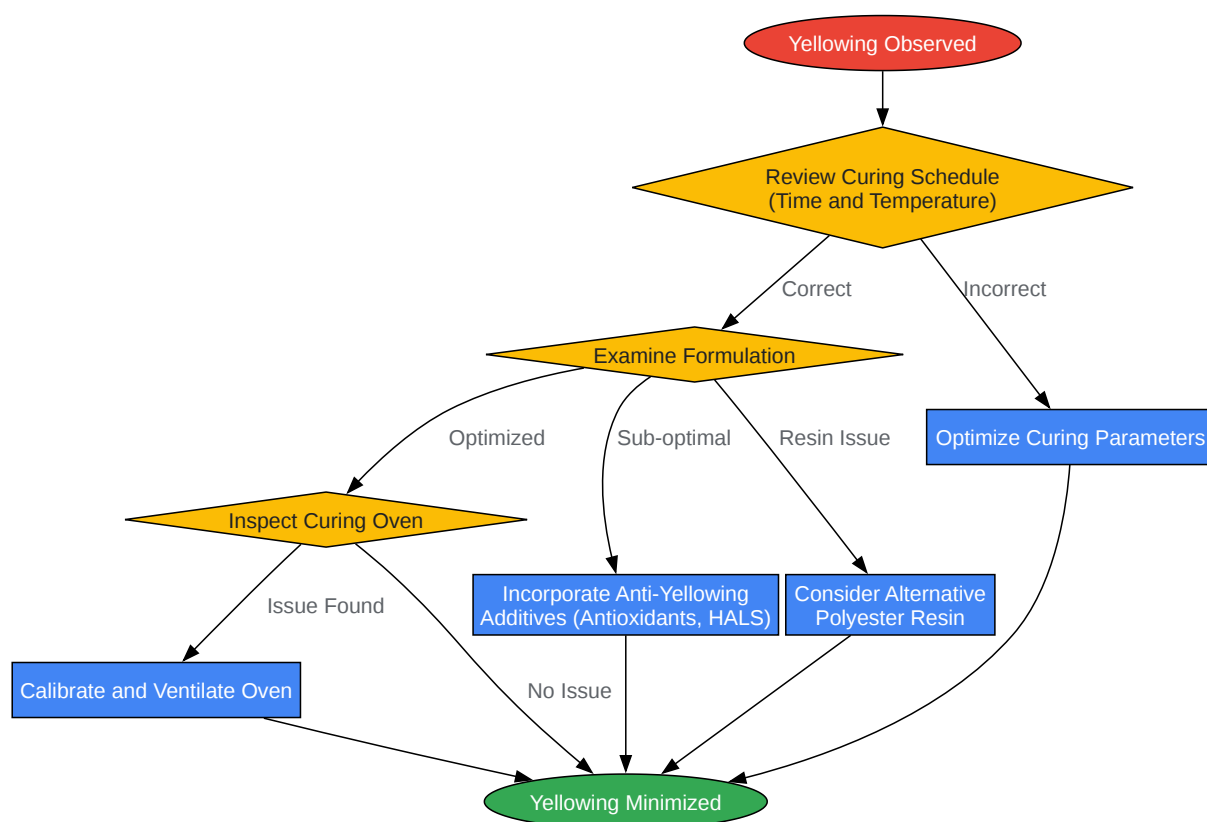 Yellowing Observed
Review Curing Schedule
(Time and Temperature)
Correct
Incorrect
Examine Formulation
Optimized
Sub-optimal
Resin Issue
Optimize Curing Parameters
Inspect Curing Oven
Issue Found
Incorporate Anti-Yellowing
Additives (Antioxidants, HALS)
Consider Alternative
Polyester Resin
Calibrate and Ventilate Oven
No Issue
Yellowing Minimized